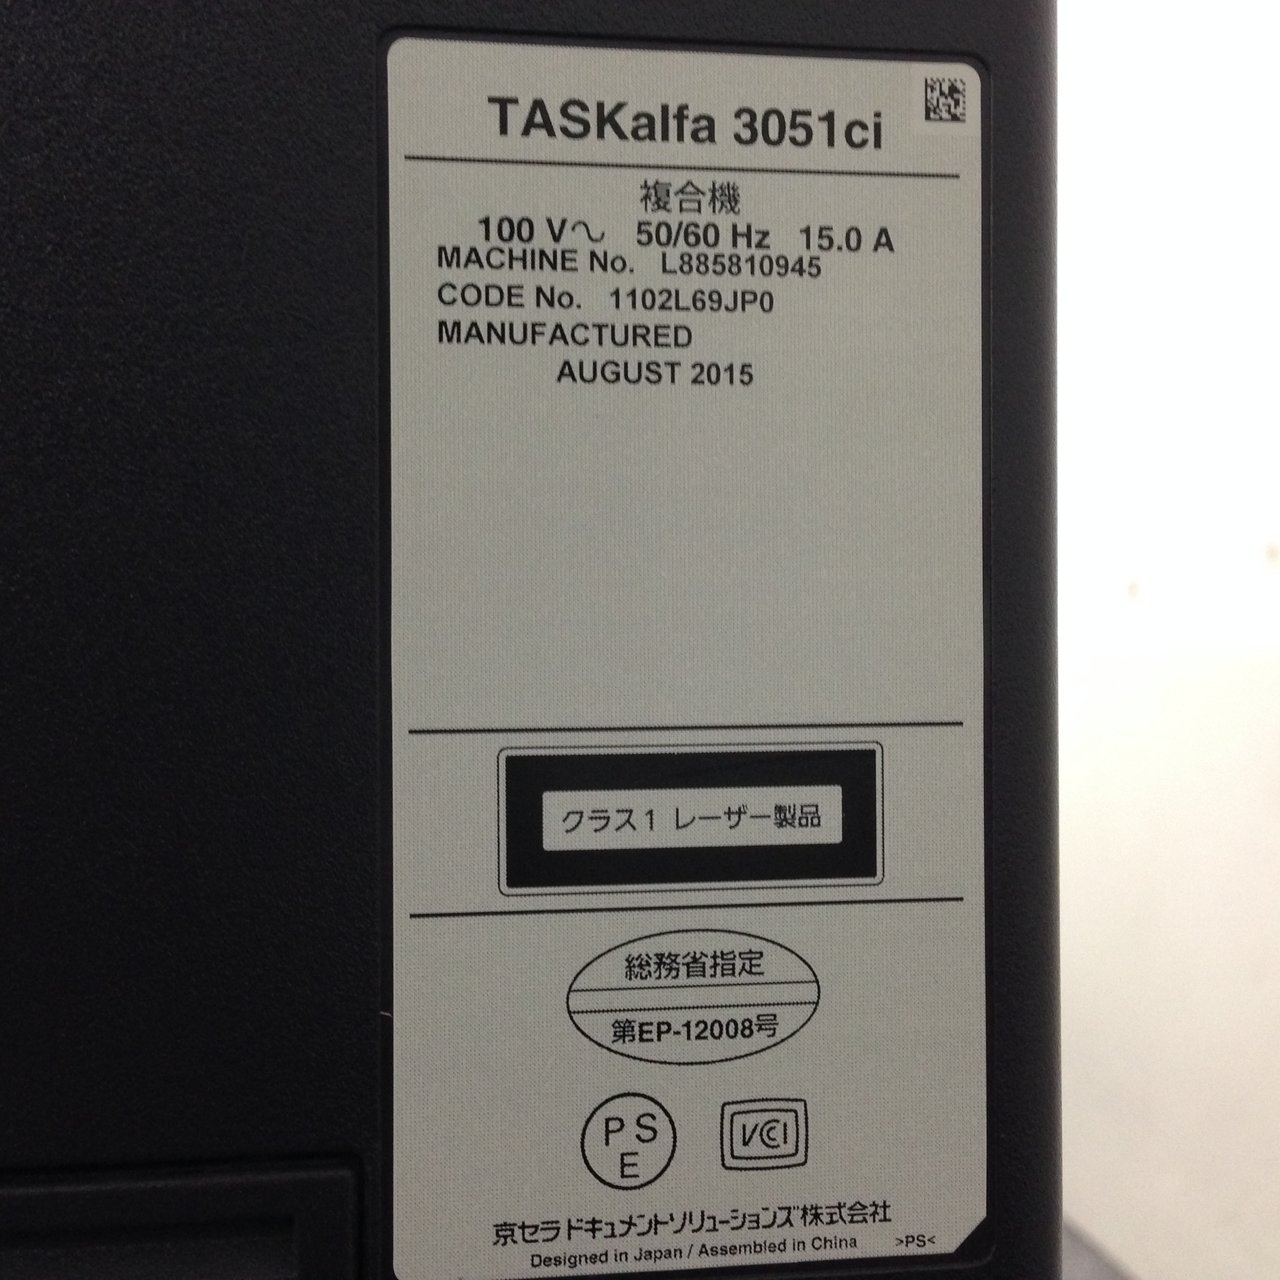 TASKalfa 3051ci
複合機
100 V～ 50/60 Hz 15.0 A
MACHINE No. L885810945
CODE No. 1102L69JP0
MANUFACTURED
AUGUST 2015
クラス1 レーザー製品
総務省指定
第EP-12008号
P S
E
VCCI
京セラドキュメントソリューションズ株式会社
Designed in Japan / Assembled in China >PS<